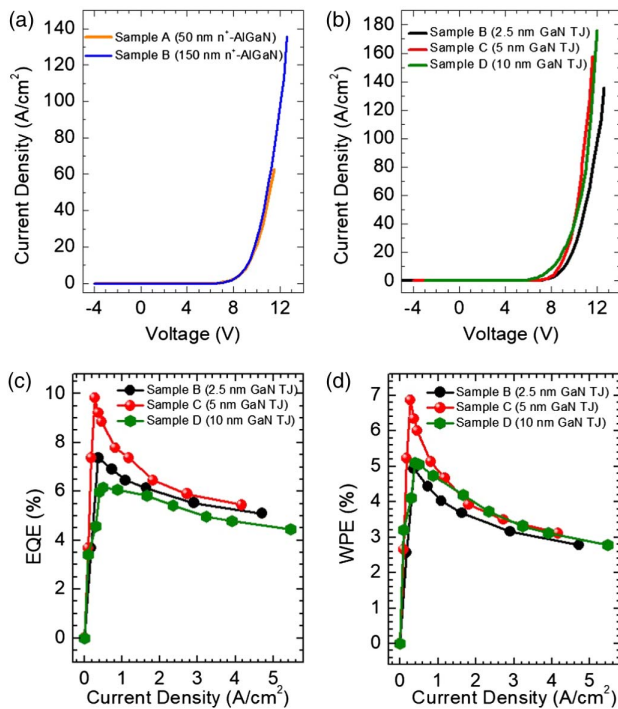 (a)
Sample A (50 nm n+-AlGaN)
Sample B (150 nm n+-AlGaN)
Current Density (A/cm2)
140
120
100
80
60
40
20
0
-4 0 4 8 12
Voltage (V)
(b)
Sample B (2.5 nm GaN TJ)
Sample C (5 nm GaN TJ)
Sample D (10 nm GaN TJ)
Current Density (A/cm2)
180
160
140
120
100
80
60
40
20
0
-4 0 4 8 12
Voltage (V)
(c)
Sample B (2.5 nm GaN TJ)
Sample C (5 nm GaN TJ)
Sample D (10 nm GaN TJ)
EQE (%)
10
8
6
4
2
0
0 1 2 3 4 5
Current Density (A/cm2)
(d)
Sample B (2.5 nm GaN TJ)
Sample C (5 nm GaN TJ)
Sample D (10 nm GaN TJ)
WPE (%)
7
6
5
4
3
2
1
0
0 1 2 3 4 5
Current Density (A/cm2)